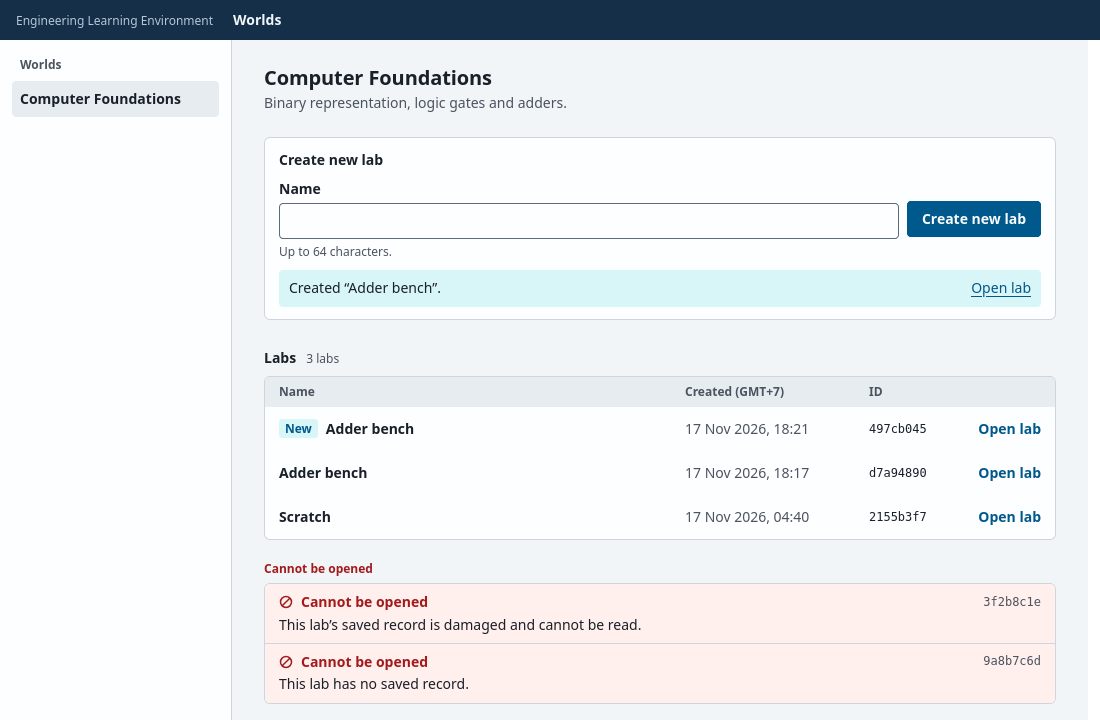 Engineering Learning Environment Worlds
Worlds
Computer Foundations
Computer Foundations
Binary representation, logic gates and adders.
Create new lab
Name
Create new lab
Up to 64 characters.
Created “Adder bench”. Open lab
Labs 3 labs
Name Created (GMT+7) ID
New Adder bench 17 Nov 2026, 18:21 497cb045 Open lab
Adder bench 17 Nov 2026, 18:17 d7a94890 Open lab
Scratch 17 Nov 2026, 04:40 2155b3f7 Open lab
Cannot be opened
Cannot be opened 3f2b8c1e
This lab’s saved record is damaged and cannot be read.
Cannot be opened 9a8b7c6d
This lab has no saved record.